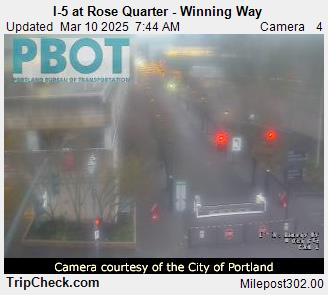 I-5 at Rose Quarter - Winning Way
Updated Mar 10 2025 7:44 AM Camera 4
PBOT
PORTLAND BUREAU OF TRANSPORTATION
Camera courtesy of the City of Portland
TripCheck.com Milepost302.00